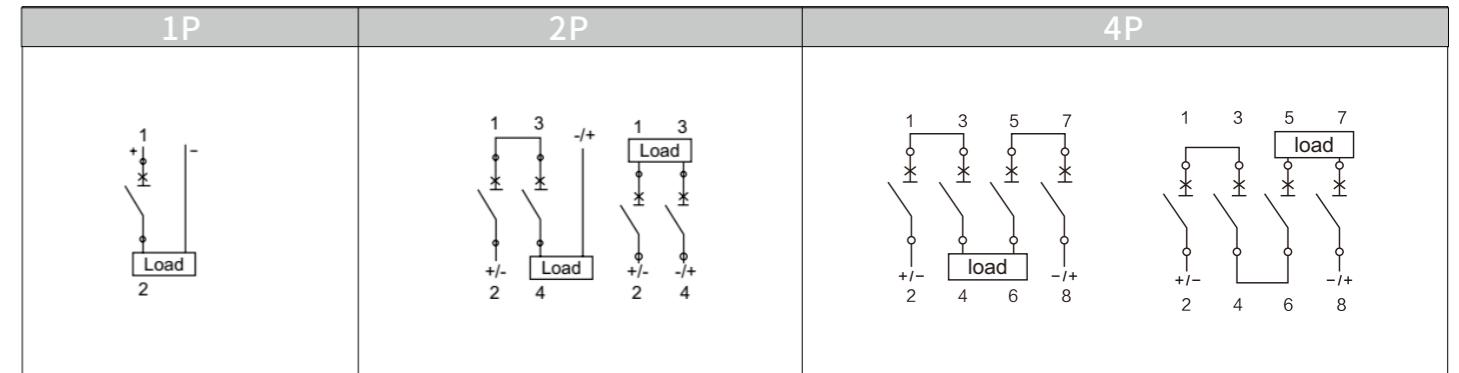 1P 2P 4P
1 3 5 7 1 3 5 7
1 3 -/+ 1 3 load
1 Load
+ −
+/− load −/+
Load +/- Load +/- -/+ +/− −/+
2 2 4 2 4 2 4 6 8 2 4 6 8